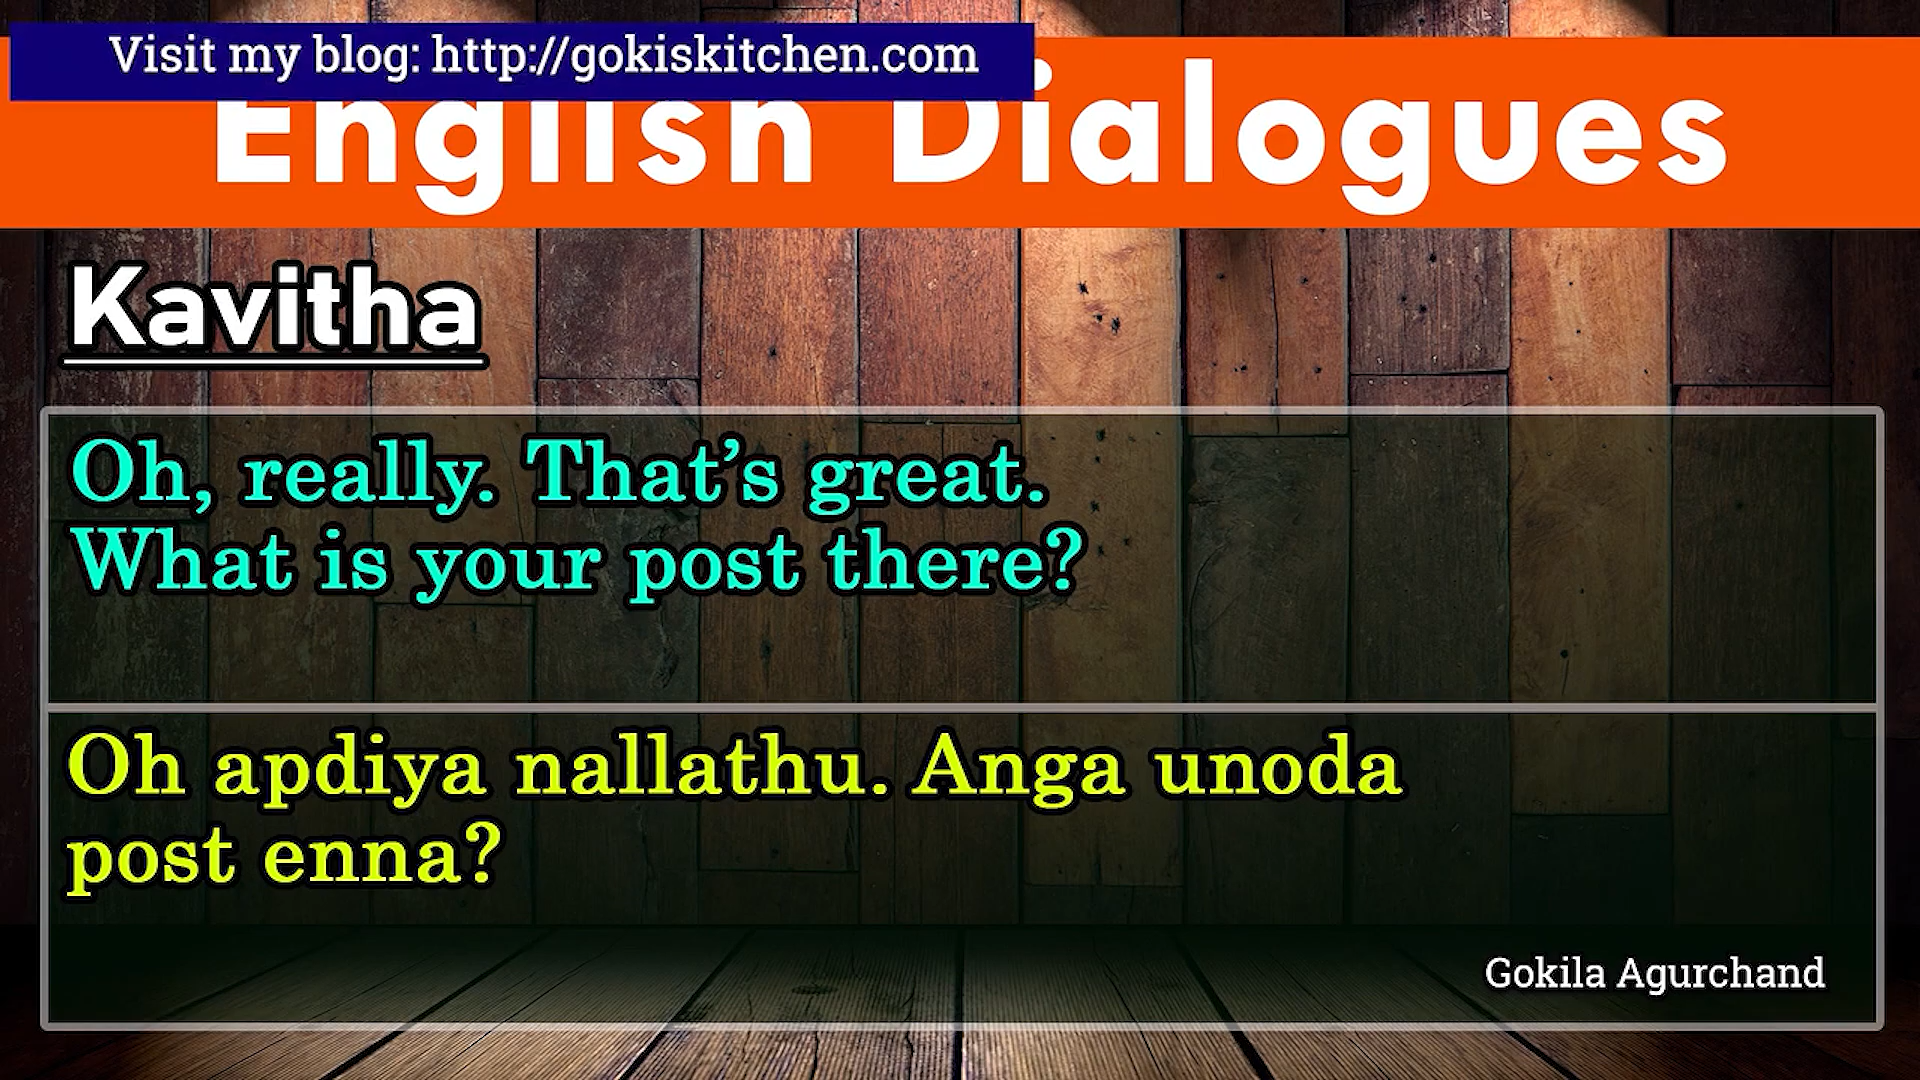 Visit my blog: http://gokiskitchen.com
English Dialogues
Kavitha
Oh, really. That’s great.
What is your post there?
Oh apdiya nallathu. Anga unoda
post enna?
Gokila Agurchand